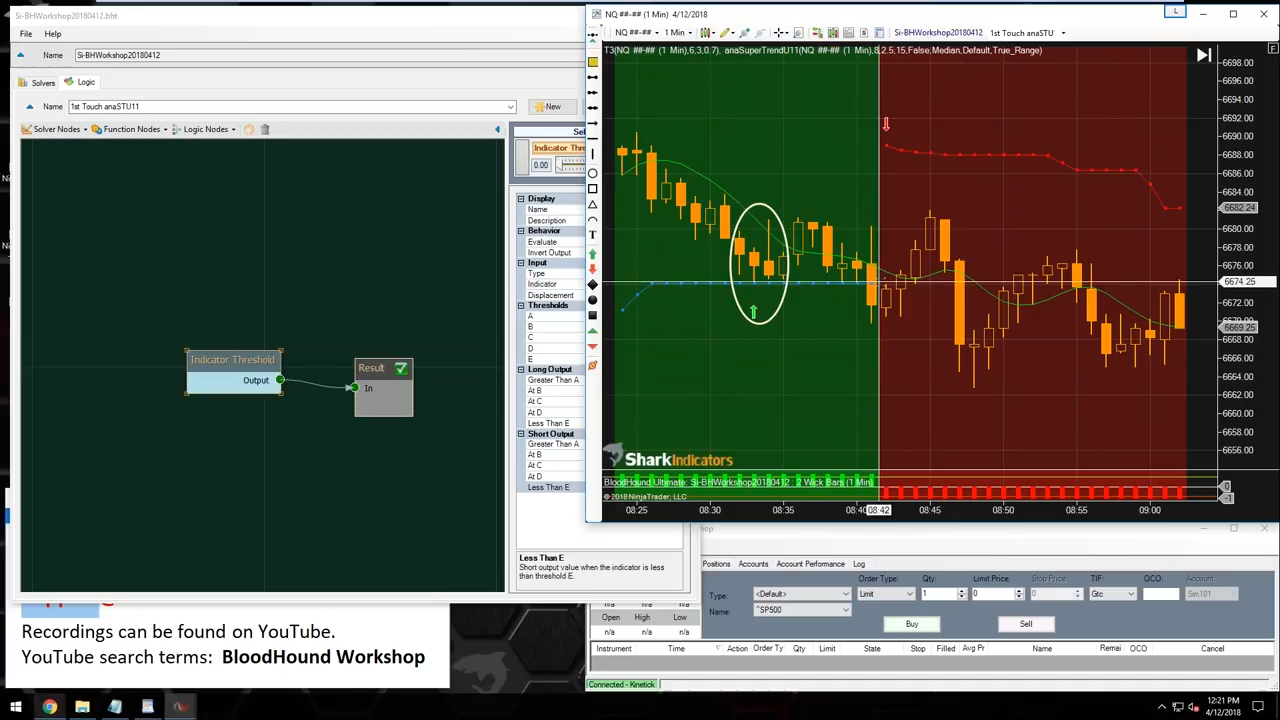 Si-BHWorkshop20180412.bht
File
Help
Name
Si-BHWorkshop20180412
Solvers
Logic
Name
1st Touch anaSTU11
New
Solver Nodes
Function Nodes
Logic Nodes
Indicator Threshold
Output
Result
In
Indicator Thre
0.00
Display
Name
Description
Behavior
Evaluate
Invert Output
Input
Type
Indicator
Displacement
Thresholds
A
B
C
D
E
Long Output
Greater Than A
At B
At C
At D
Less Than E
Short Output
Greater Than A
At B
At C
At D
Less Than E
Less Than E
Short output value when the indicator is less
than threshold E.
NQ ##-## (1 Min) 4/12/2018
L
NQ ##-##
1 Min
Si-BHWorkshop20180412
1st Touch anaSTU
T3(NQ ##-## (1 Min),6,3,0.7), anaSuperTrendU11(NQ ##-## (1 Min),8,2.5,15,False,Median,Default,True_Range)
F
6698.00
6696.00
6694.00
6692.00
6690.00
6688.00
6686.00
6684.00
6682.24
6680.00
6678.00
6676.00
6674.25
6672.00
6670.00
6669.25
6668.00
6666.00
6664.00
6662.00
6660.00
6658.00
6656.00
T
SharkIndicators
BloodHound Ultimate: Si-BHWorkshop20180412 : 2 Wick Bars (1 Min)
© 2018 NinjaTrader, LLC
0
-1
08:25
08:30
08:35
08:40
08:42
08:45
08:50
08:55
09:00
Positions
Accounts
Account Performance
Log
Order Type:
Qty:
Limit Price:
Stop Price:
TIF:
OCO:
Account:
Type:
<Default>
Limit
1
0
0
Gtc
Sim101
Name:
^SP500
n/a
n/a
n/a
Open
High
Low
n/a
n/a
n/a
Buy
Sell
Instrument
Time
Action
Order Ty
Qty
Limit
State
Stop
Filled
Avg Pr
Name
Remai
OCO
Cancel
Connected - Kinetick
Recordings can be found on YouTube.
YouTube search terms: BloodHound Workshop
12:21 PM
4/12/2018